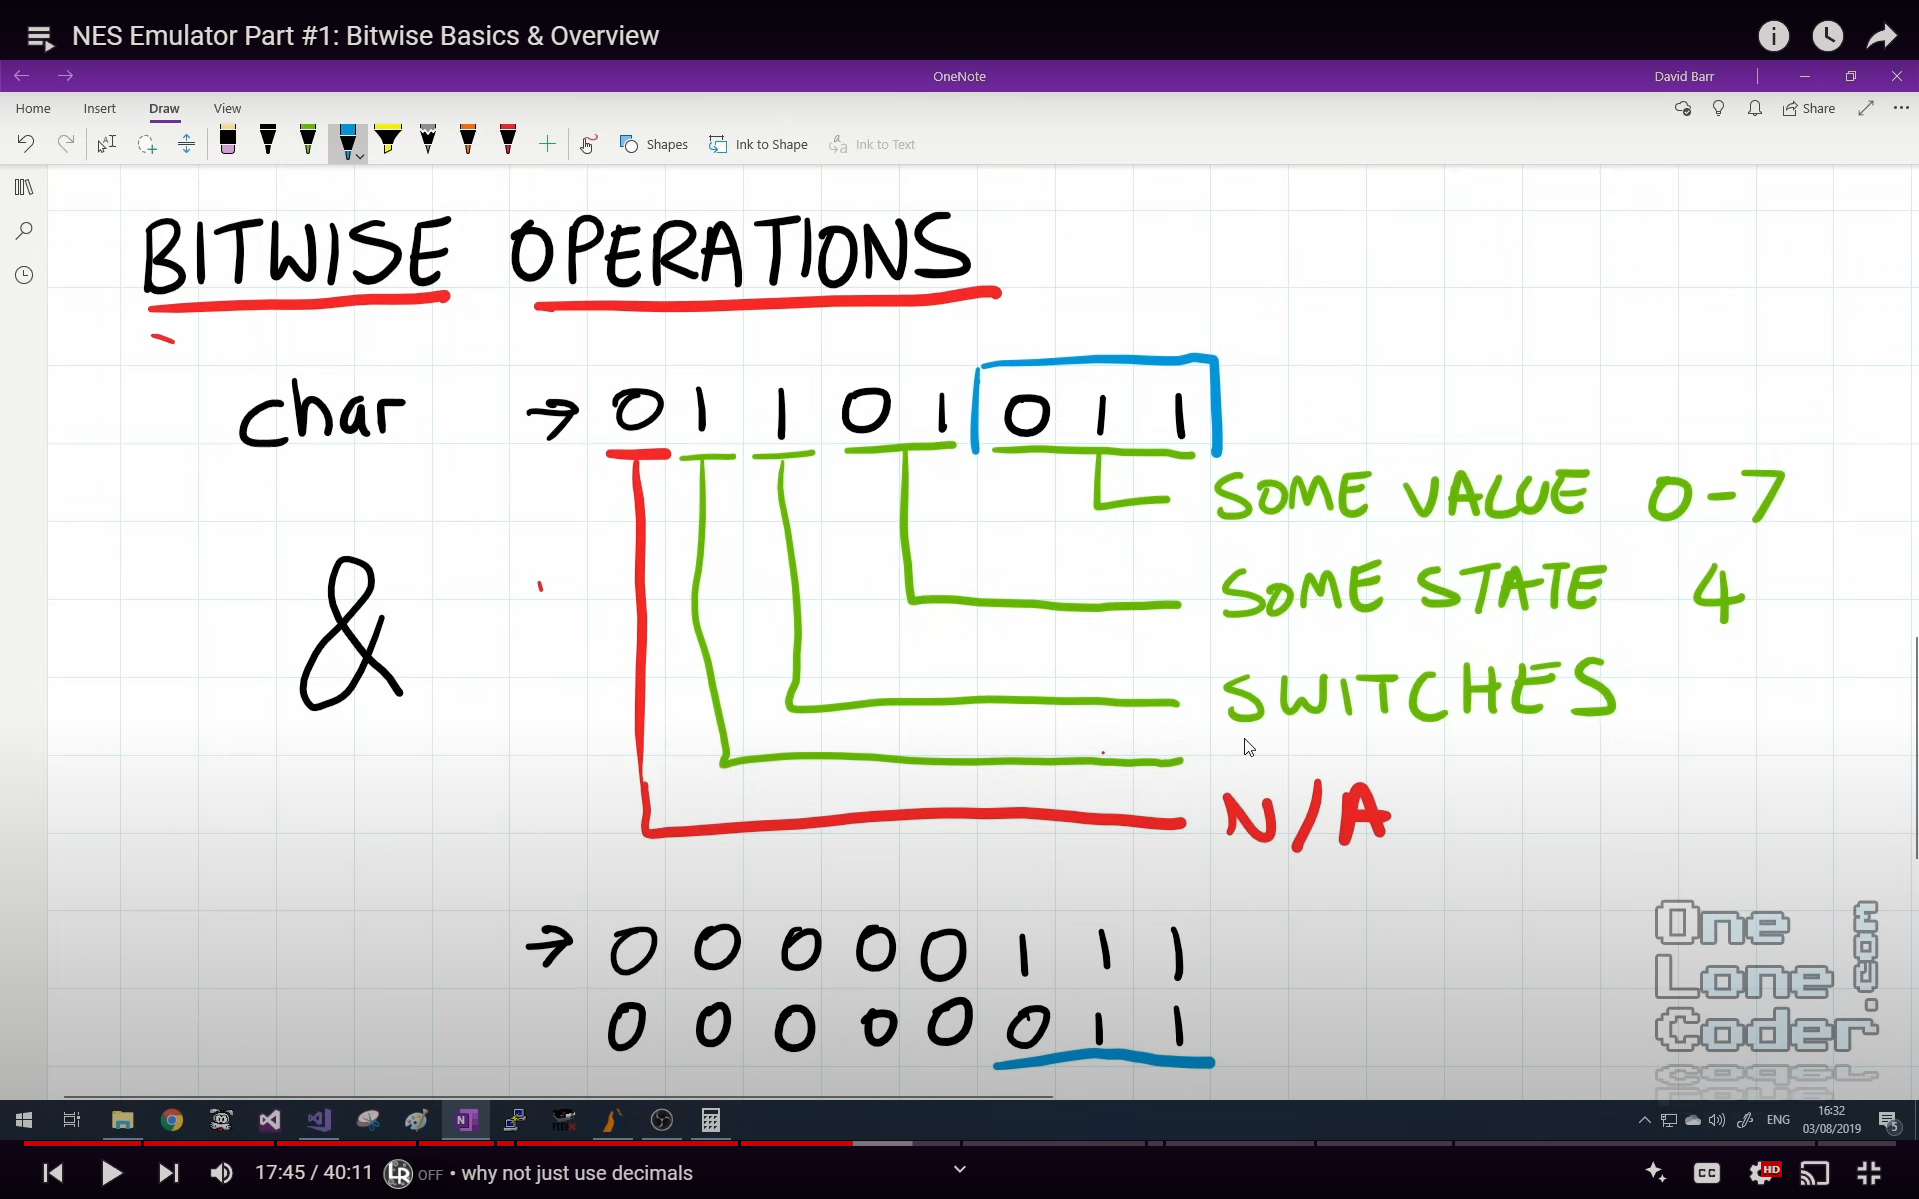 NES Emulator Part #1: Bitwise Basics & Overview
OneNote
David Barr
Home Insert Draw View
Share
Shapes Ink to Shape Ink to Text
BITWISE OPERATIONS
char → 0 1 1 0 1 0 1 1
SOME VALUE 0-7
SOME STATE 4
&
SWITCHES
N/A
→ 0 0 0 0 0 1 1 1
0 0 0 0 0 0 1 1
One
Lone
Coder
.com
ENG
16:32
03/08/2019
5
17:45 / 40:11 LR OFF • why not just use decimals
CC
HD